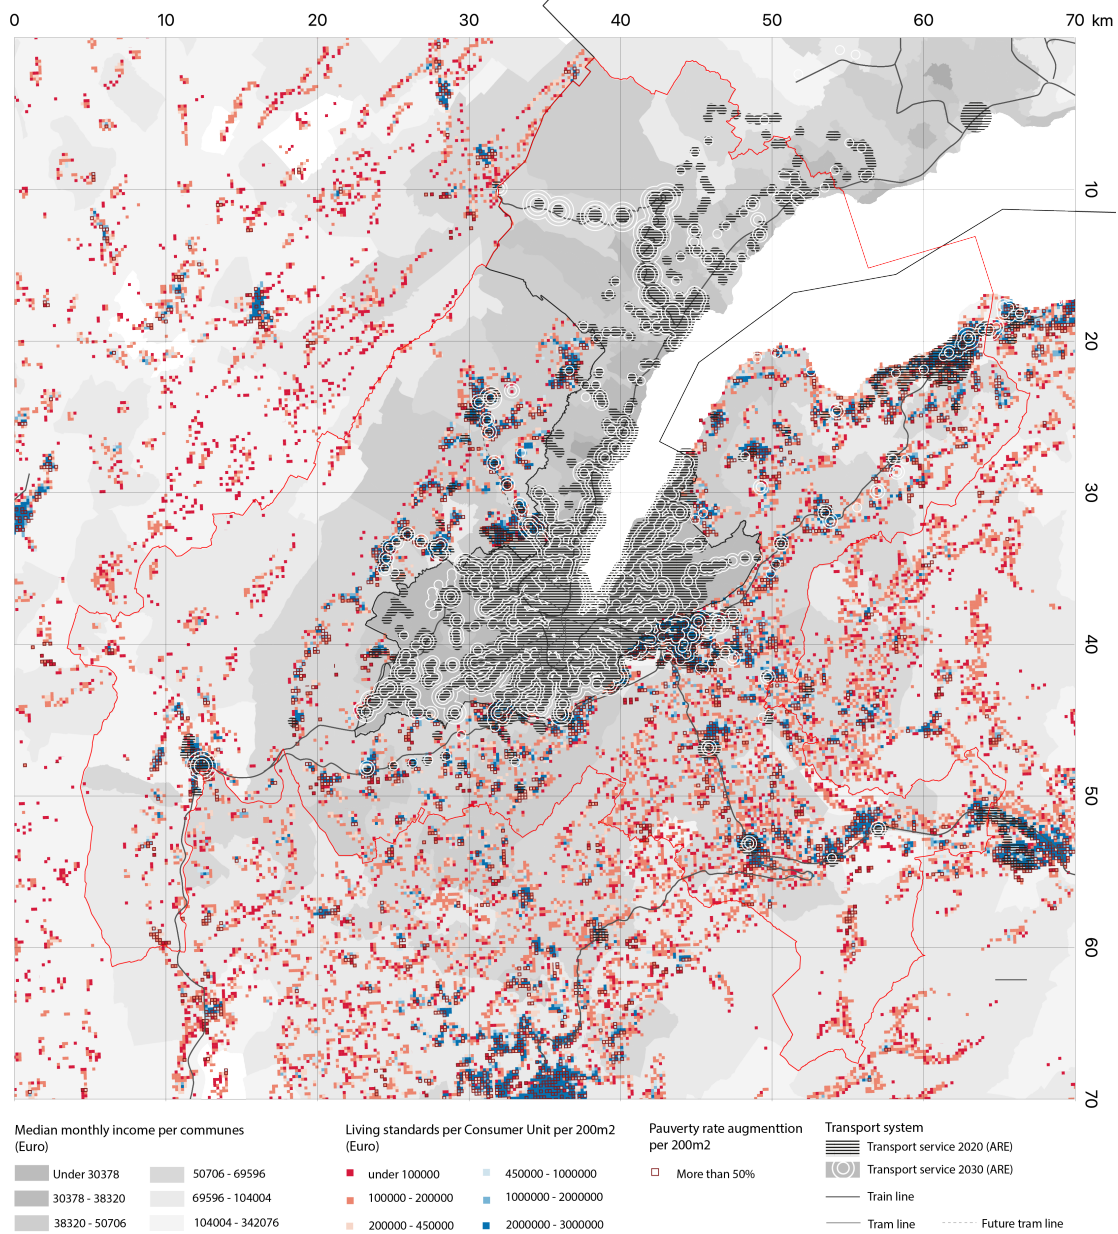 0 10 20 30 40 50 60 70 km
10
20
30
40
50
60
70
Median monthly income per communes
(Euro)
Under 30378
30378 - 38320
38320 - 50706
50706 - 69596
69596 - 104004
104004 - 342076
Living standards per Consumer Unit per 200m2
(Euro)
under 100000
100000 - 200000
200000 - 450000
450000 - 1000000
1000000 - 2000000
2000000 - 3000000
Pauverty rate augmenttion
per 200m2
More than 50%
Transport system
Transport service 2020 (ARE)
Transport service 2030 (ARE)
Train line
Tram line
Future tram line